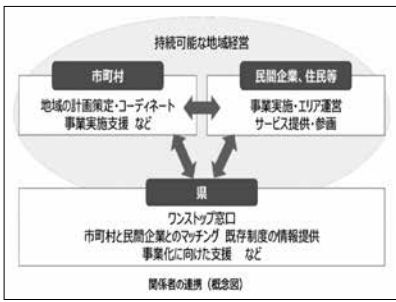 持続可能な地域経営
市町村
民間企業、住民等
地域の計画策定・コーディネート
事業実施支援 など
事業実施・エリア運営
サービス提供・参画
県
ワンストップ窓口
市町村と民間企業とのマッチング 既存制度の情報提供
事業化に向けた支援 など
関係者の連携（概念図）